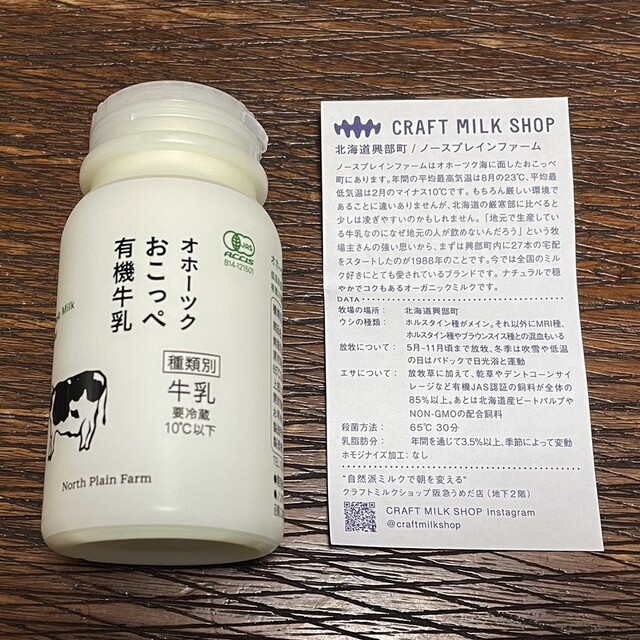 オホーツク
おこっぺ
有機牛乳
JAS
ACCIS
B14-121501
Milk
種類別
牛乳
要冷蔵
10℃以下
North Plain Farm
CRAFT MILK SHOP
北海道興部町 / ノースプレインファーム
ノースプレインファームはオホーツク海に面したおこっぺ
町にあります。年間の平均最高気温は8月の23℃、平均最
低気温は2月のマイナス10℃です。もちろん厳しい環境で
あることに違いありませんが、北海道の厳寒部に比べると
少しは凌ぎやすいのかもしれません。「地元で生産してい
る牛乳なのになぜ地元の人が飲めないんだろう」という牧
場主さんの強い思いから、まずは興部町内に27本の宅配
をスタートしたのが1988年のことです。今では全国のミル
ク好きにとても愛されているブランドです。ナチュラルで穏
やかでコクもあるオーガニックミルクです。
DATA
牧場の場所： 北海道興部町
ウシの種類： ホルスタイン種がメイン。それ以外にMRI種、
ホルスタイン種やブラウンスイス種との混血もいる
放牧について： 5月-11月頃まで放牧、冬季は吹雪や低温
の日はパドックで日光浴と運動
エサについて： 放牧草に加えて、乾草やデントコーンサイ
レージなど有機JAS認証の飼料が全体の
85%以上。あとは北海道産ビートパルプや
NON-GMOの配合飼料
殺菌方法： 65℃ 30分
乳脂肪分： 年間を通じて3.5%以上、季節によって変動
ホモジナイズ加工： なし
“自然派ミルクで朝を変える”
クラフトミルクショップ 阪急うめだ店（地下2階）
CRAFT MILK SHOP Instagram
@craftmilkshop